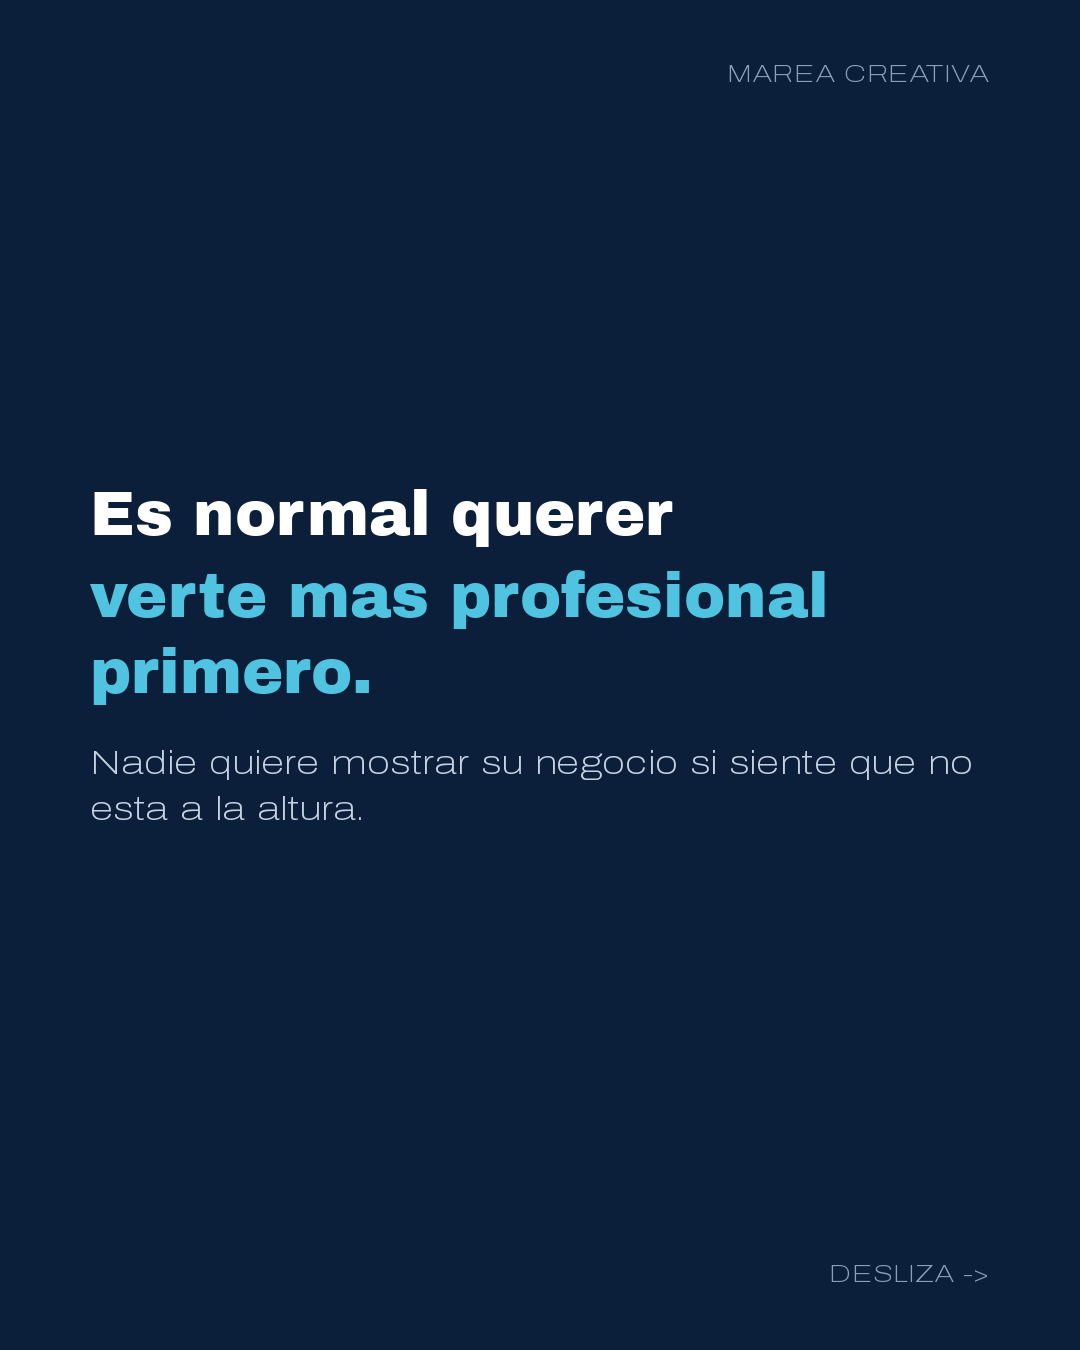 MAREA CREATIVA
Es normal querer
verte mas profesional
primero.
Nadie quiere mostrar su negocio si siente que no
esta a la altura.
DESLIZA ->